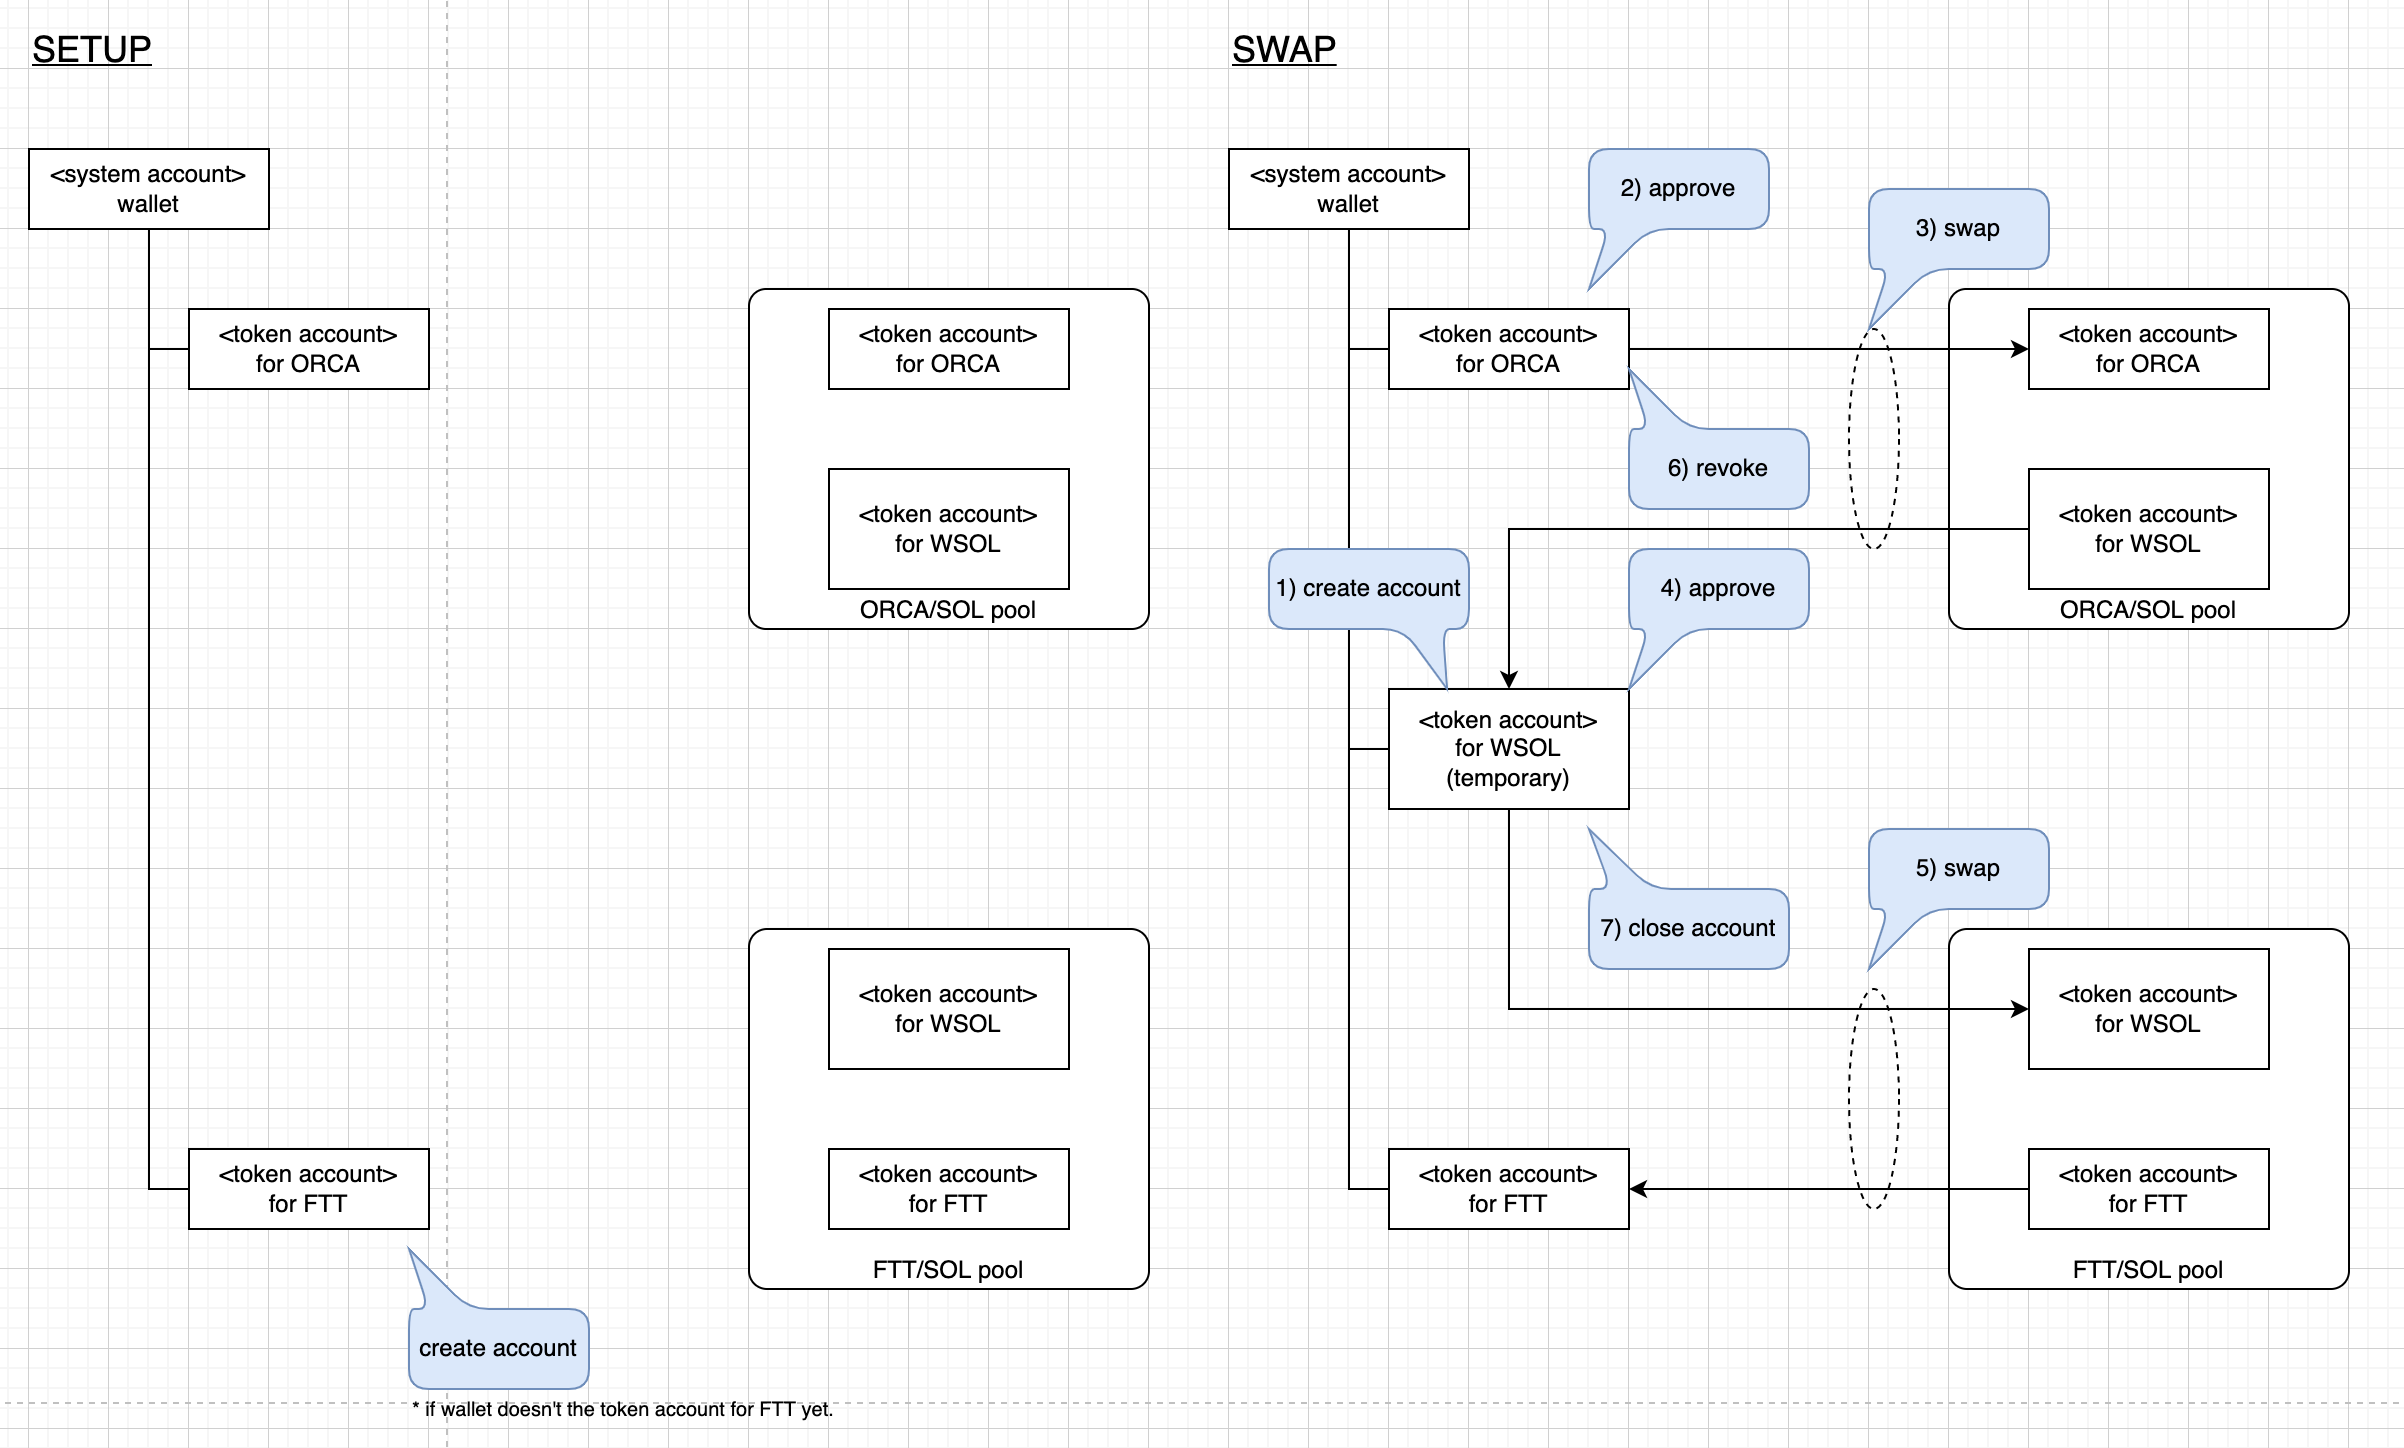 SETUP
<system account>
wallet
<token account>
for ORCA
<token account>
for FTT
create account
* if wallet doesn't the token account for FTT yet.
<token account>
for ORCA
<token account>
for WSOL
ORCA/SOL pool
<token account>
for WSOL
<token account>
for FTT
FTT/SOL pool
SWAP
<system account>
wallet
2) approve
3) swap
<token account>
for ORCA
<token account>
for ORCA
6) revoke
<token account>
for WSOL
ORCA/SOL pool
1) create account
4) approve
<token account>
for WSOL
(temporary)
7) close account
5) swap
<token account>
for WSOL
<token account>
for FTT
<token account>
for FTT
FTT/SOL pool